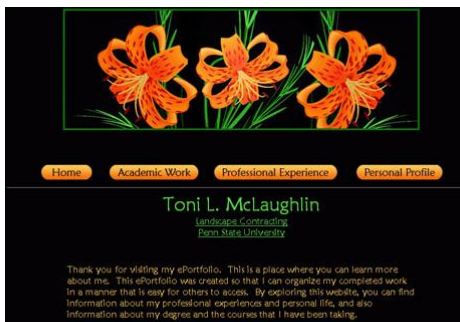 Home Academic Work Professional Experience Personal Profile
Toni L. McLaughlin
Landscape Contracting
Penn State University
Thank you for visiting my ePortfolio. This is a place where you can learn more
about me. This ePortfolio was created so that I can organize my completed work
in a manner that is easy for others to access. By exploring this website, you can find
information about my professional experiences and personal life, and also
information about my degree and the courses that I have been taking.